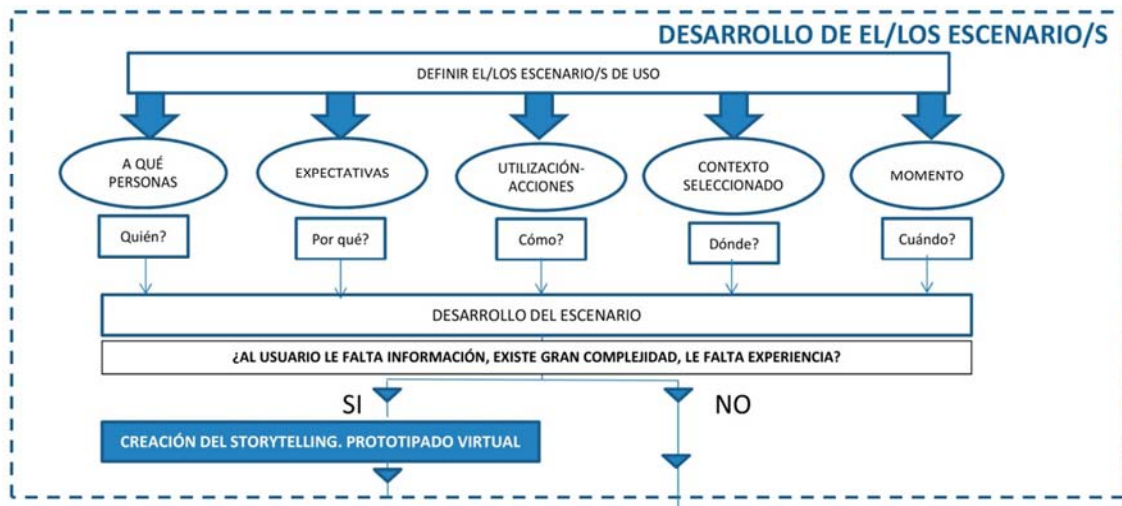 DESARROLLO DE EL/LOS ESCENARIO/S
DEFINIR EL/LOS ESCENARIO/S DE USO
A QUÉ
PERSONAS
EXPECTATIVAS
UTILIZACIÓN-
ACCIONES
CONTEXTO
SELECCIONADO
MOMENTO
Quién?
Por qué?
Cómo?
Dónde?
Cuándo?
DESARROLLO DEL ESCENARIO
¿AL USUARIO LE FALTA INFORMACIÓN, EXISTE GRAN COMPLEJIDAD, LE FALTA EXPERIENCIA?
SI
NO
CREACIÓN DEL STORYTELLING. PROTOTIPADO VIRTUAL